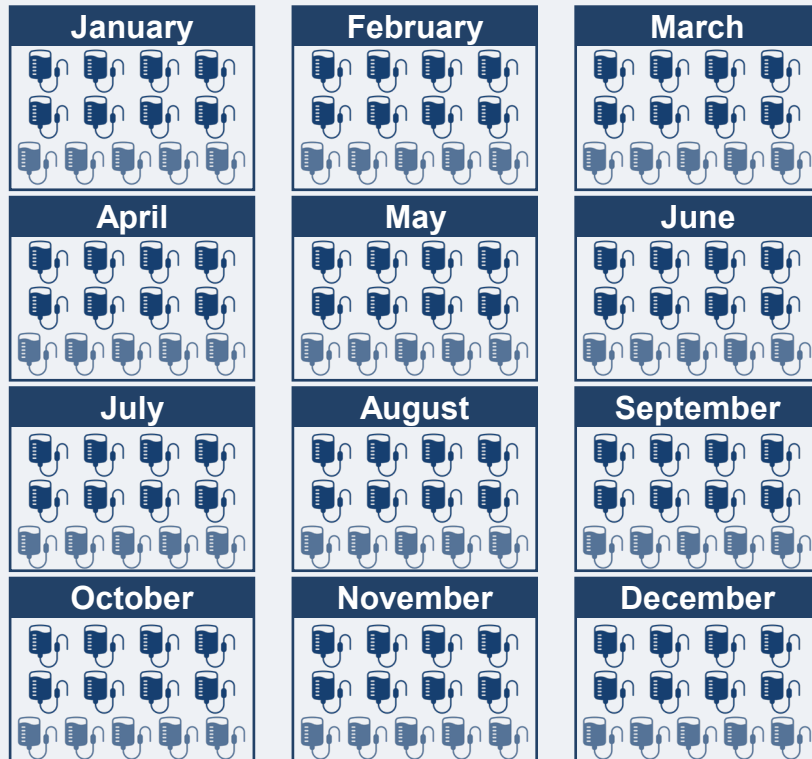 January
February
March
April
May
June
July
August
September
October
November
December